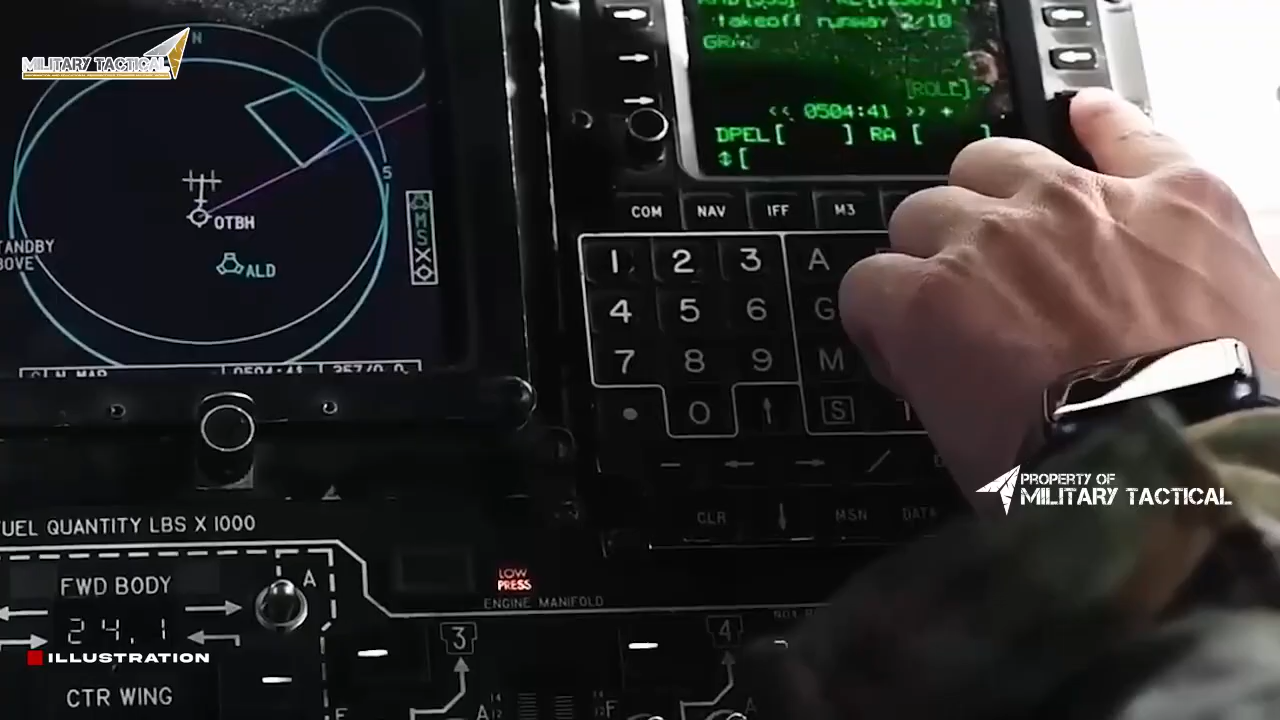 MILITARY TACTICAL
N
S
OTBH
ALD
TANDBY
BOVE
M
S
X
takeoff runway 2/10
[ROLE]
<< 0504:41 >> +
DPEL[ ] RA [ ]
[
COM NAV IFF M3
1 2 3 A
4 5 6 G
7 8 9 M
0 S
CLR MSN DATA
UEL QUANTITY LBS X 1000
FWD BODY
A
24.1
LOW
PRESS
ENGINE MANIFOLD
3
4
ILLUSTRATION
CTR WING
A
F
A
PROPERTY OF
MILITARY TACTICAL